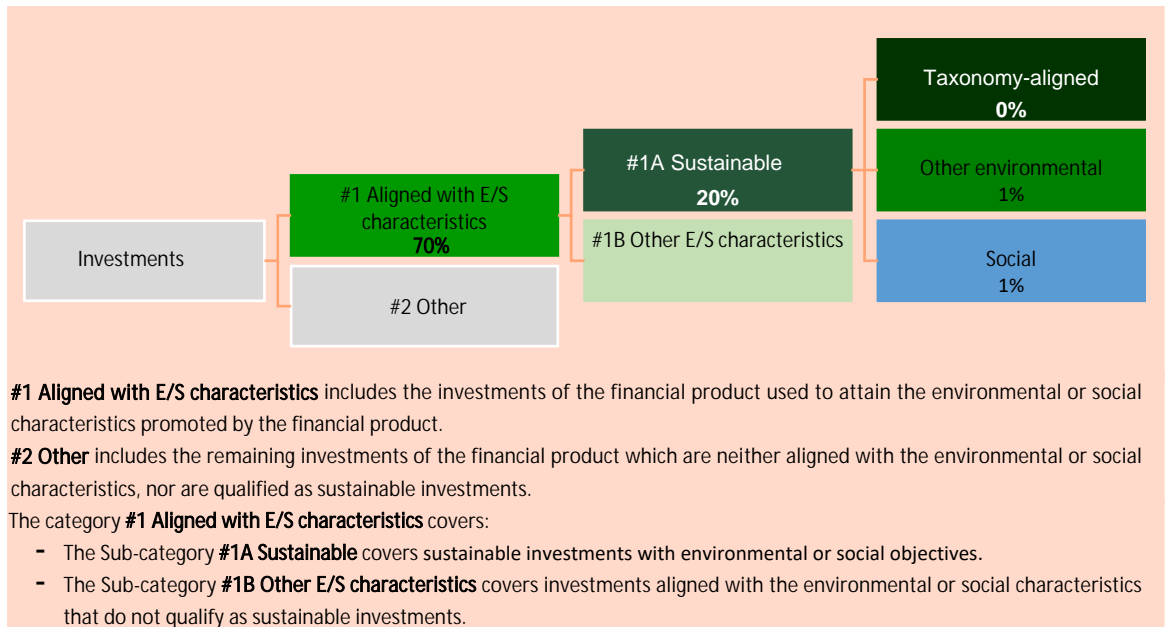 Taxonomy-aligned
0%
#1A Sustainable
20%
Other environmental
1%
#1 Aligned with E/S
characteristics
70%
#1B Other E/S characteristics
Investments
Social
1%
#2 Other
#1 Aligned with E/S characteristics includes the investments of the financial product used to attain the environmental or social
characteristics promoted by the financial product.
#2 Other includes the remaining investments of the financial product which are neither aligned with the environmental or social
characteristics, nor are qualified as sustainable investments.
The category #1 Aligned with E/S characteristics covers:
- The Sub-category #1A Sustainable covers sustainable investments with environmental or social objectives.
- The Sub-category #1B Other E/S characteristics covers investments aligned with the environmental or social characteristics
that do not qualify as sustainable investments.